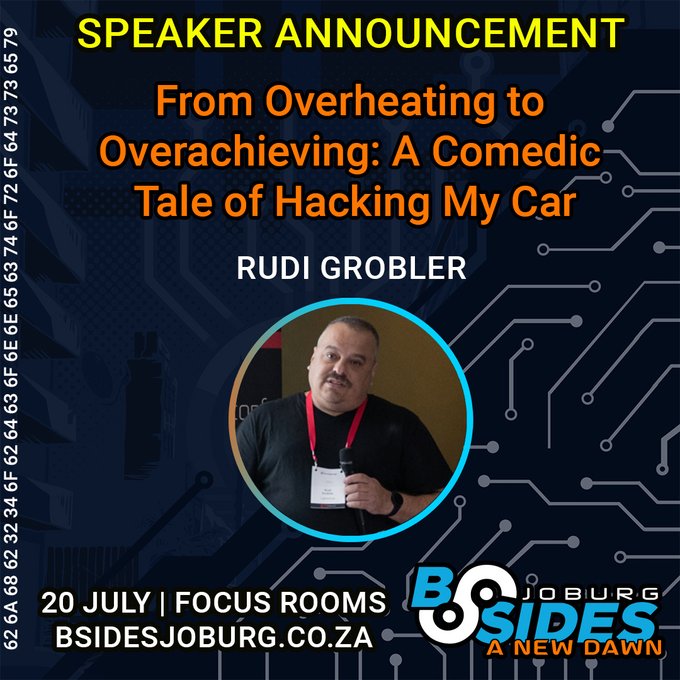 SPEAKER ANNOUNCEMENT
From Overheating to
Overachieving: A Comedic
Tale of Hacking My Car
RUDI GROBLER
20 JULY | FOCUS ROOMS
BSIDESJOBURG.CO.ZA
BSIDES
JOBURG
A NEW DAWN
62 6A 68 62 32 34 6F 62 64 63 6F 6E 6E 65 63 74 6F 72 6F 64 73 73 65 79